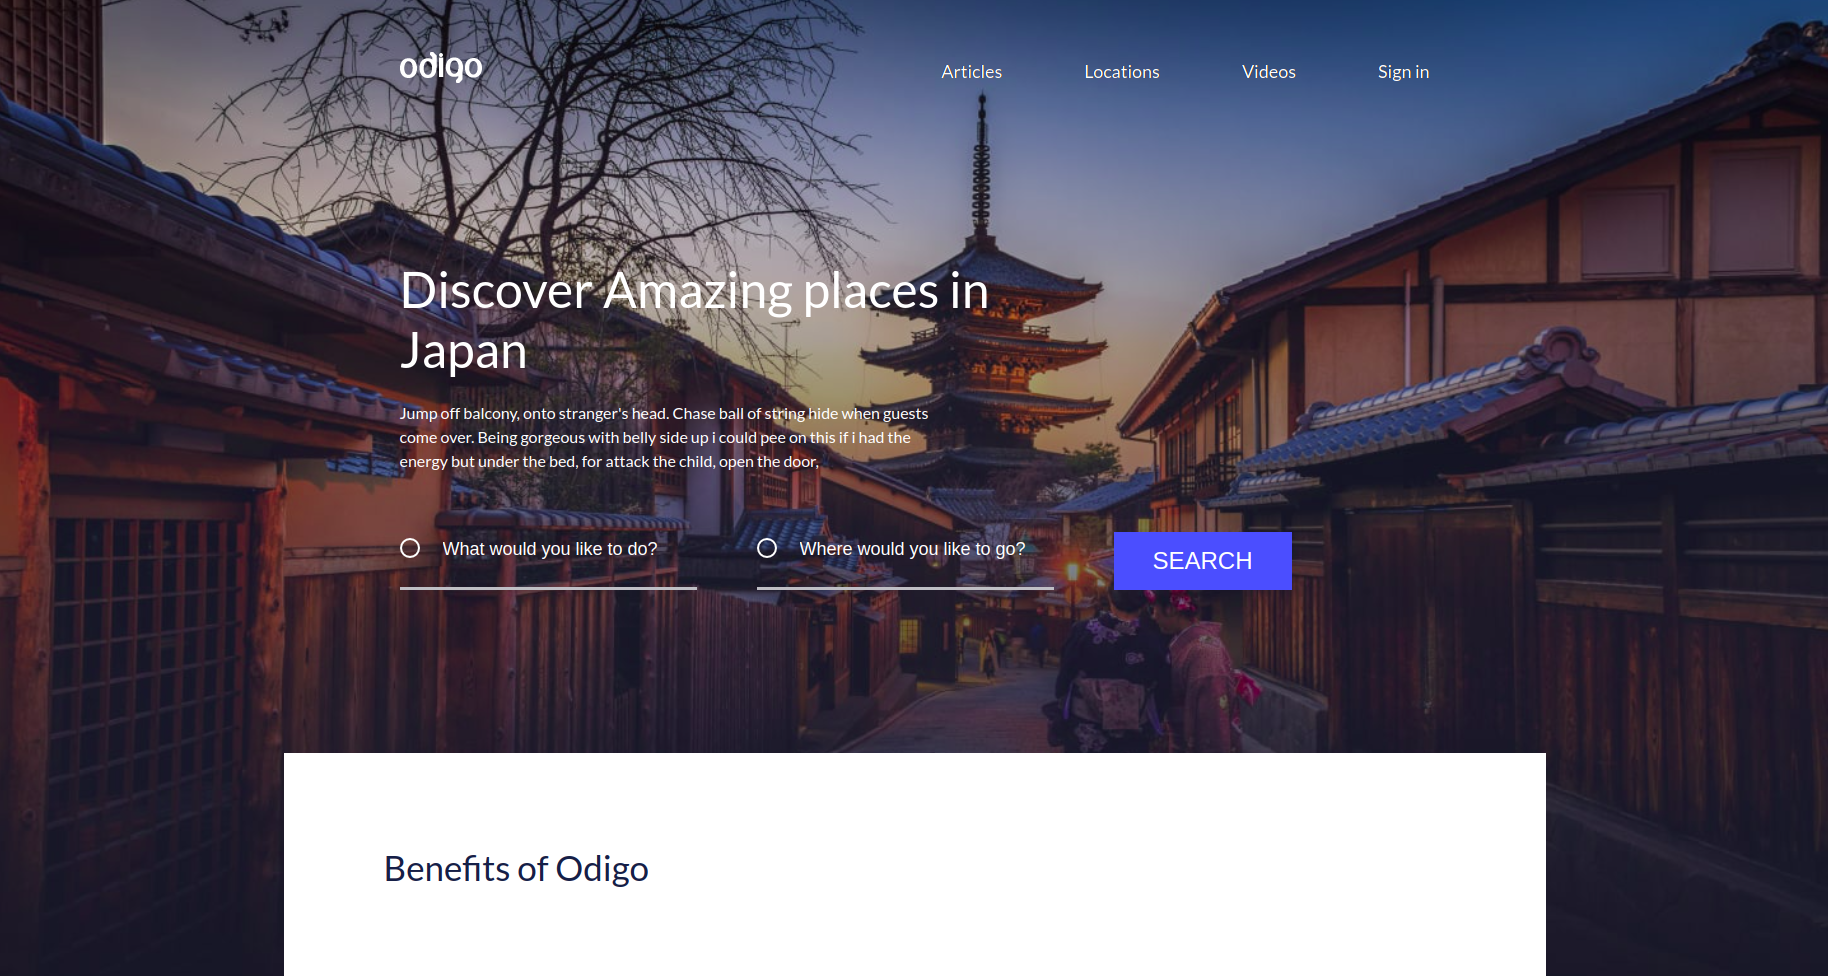 odigo
Articles
Locations
Videos
Sign in
Discover Amazing places in
Japan
Jump off balcony, onto stranger's head. Chase ball of string hide when guests
come over. Being gorgeous with belly side up i could pee on this if i had the
energy but under the bed, for attack the child, open the door,
What would you like to do?
Where would you like to go?
SEARCH
Benefits of Odigo